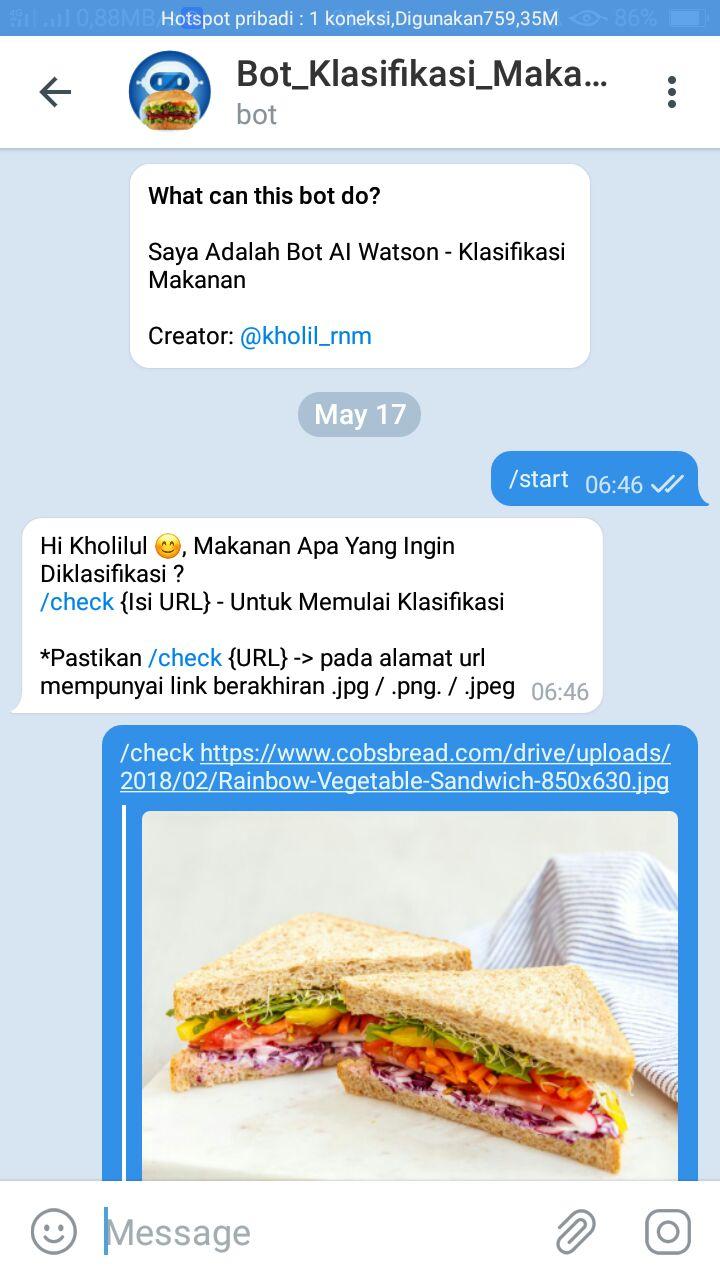 0,88MB/
Hotspot pribadi : 1 koneksi,Digunakan759,35M
86%
Bot_Klasifikasi_Maka...
bot
What can this bot do?
Saya Adalah Bot AI Watson - Klasifikasi
Makanan
Creator: @kholil_rnm
May 17
/start 06:46
Hi Kholilul 😊, Makanan Apa Yang Ingin
Diklasifikasi ?
/check {Isi URL} - Untuk Memulai Klasifikasi
*Pastikan /check {URL} -> pada alamat url
mempunyai link berakhiran .jpg / .png. / .jpeg 06:46
/check https://www.cobsbread.com/drive/uploads/
2018/02/Rainbow-Vegetable-Sandwich-850x630.jpg
Message